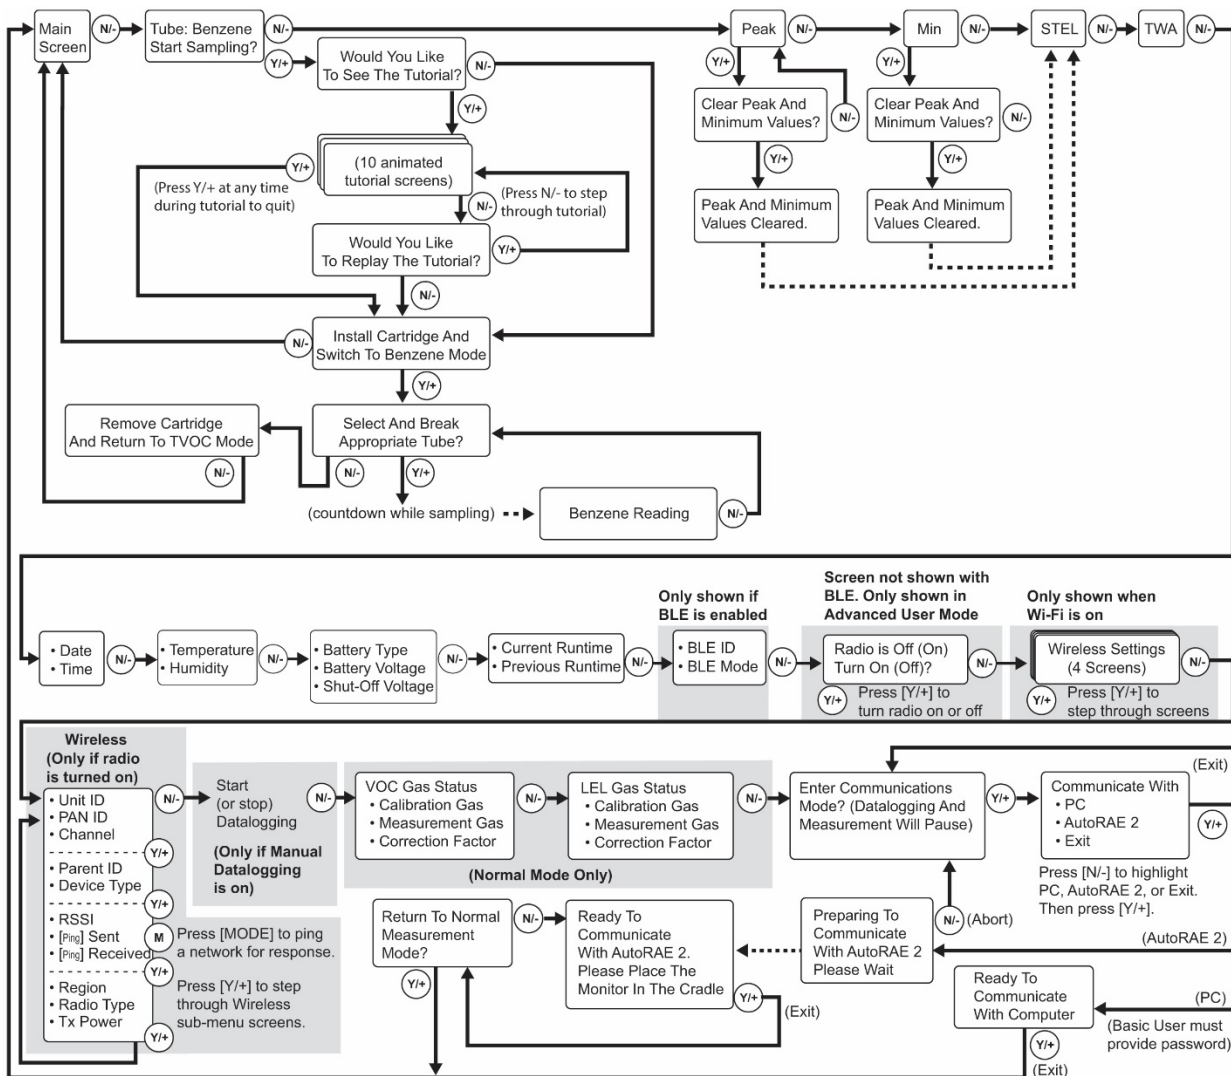 Main
Screen
N/-
Tube: Benzene
Start Sampling?
N/-
Y/+
Peak
N/-
Min
N/-
STEL
N/-
TWA
N/-
Would You Like
To See The Tutorial?
N/-
Y/+
Y/+
(10 animated
tutorial screens)
(Press Y/+ at any time
during tutorial to quit)
(Press N/- to step
through tutorial)
N/-
Would You Like
To Replay The Tutorial?
Y/+
N/-
Install Cartridge And
Switch To Benzene Mode
N/-
Y/+
Select And Break
Appropriate Tube?
N/-
Y/+
Remove Cartridge
And Return To TVOC Mode
N/-
(countdown while sampling)
Benzene Reading
N/-
Y/+
Clear Peak And
Minimum Values?
N/-
Y/+
Peak And Minimum
Values Cleared.
Y/+
Clear Peak And
Minimum Values?
N/-
Y/+
Peak And Minimum
Values Cleared.
Only shown if
BLE is enabled
Screen not shown with
BLE. Only shown in
Advanced User Mode
Only shown when
Wi-Fi is on
• Date
• Time
N/-
• Temperature
• Humidity
N/-
• Battery Type
• Battery Voltage
• Shut-Off Voltage
N/-
• Current Runtime
• Previous Runtime
N/-
• BLE ID
• BLE Mode
N/-
Radio is Off (On)
Turn On (Off)?
N/-
Y/+
Press [Y/+] to
turn radio on or off
Wireless Settings
(4 Screens)
N/-
Y/+
Press [Y/+] to
step through screens
Wireless
(Only if radio
is turned on)
• Unit ID
• PAN ID
• Channel
N/-
Y/+
• Parent ID
• Device Type
Y/+
• RSSI
• [Ping] Sent
• [Ping] Received
M
Press [MODE] to ping
a network for response.
Y/+
• Region
• Radio Type
• Tx Power
Press [Y/+] to step
through Wireless
sub-menu screens.
Y/+
Start
(or stop)
Datalogging
N/-
(Only if Manual
Datalogging
is on)
VOC Gas Status
• Calibration Gas
• Measurement Gas
• Correction Factor
N/-
LEL Gas Status
• Calibration Gas
• Measurement Gas
• Correction Factor
N/-
(Normal Mode Only)
Enter Communications
Mode? (Datalogging And
Measurement Will Pause)
Y/+
(Exit)
Communicate With
• PC
• AutoRAE 2
• Exit
Y/+
Press [N/-] to highlight
PC, AutoRAE 2, or Exit.
Then press [Y/+].
Return To Normal
Measurement
Mode?
N/-
Y/+
Ready To
Communicate
With AutoRAE 2.
Please Place The
Monitor In The Cradle
Y/+
(Exit)
Preparing To
Communicate
With AutoRAE 2
Please Wait
N/-
(Abort)
(AutoRAE 2)
Ready To
Communicate
With Computer
(PC)
(Basic User must
provide password)
Y/+
(Exit)